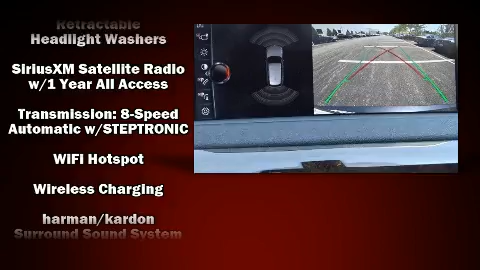 Retractable
Headlight Washers
SiriusXM Satellite Radio
w/1 Year All Access
Transmission: 8-Speed
Automatic w/STEPTRONIC
WiFi Hotspot
Wireless Charging
harman/kardon
Surround Sound System